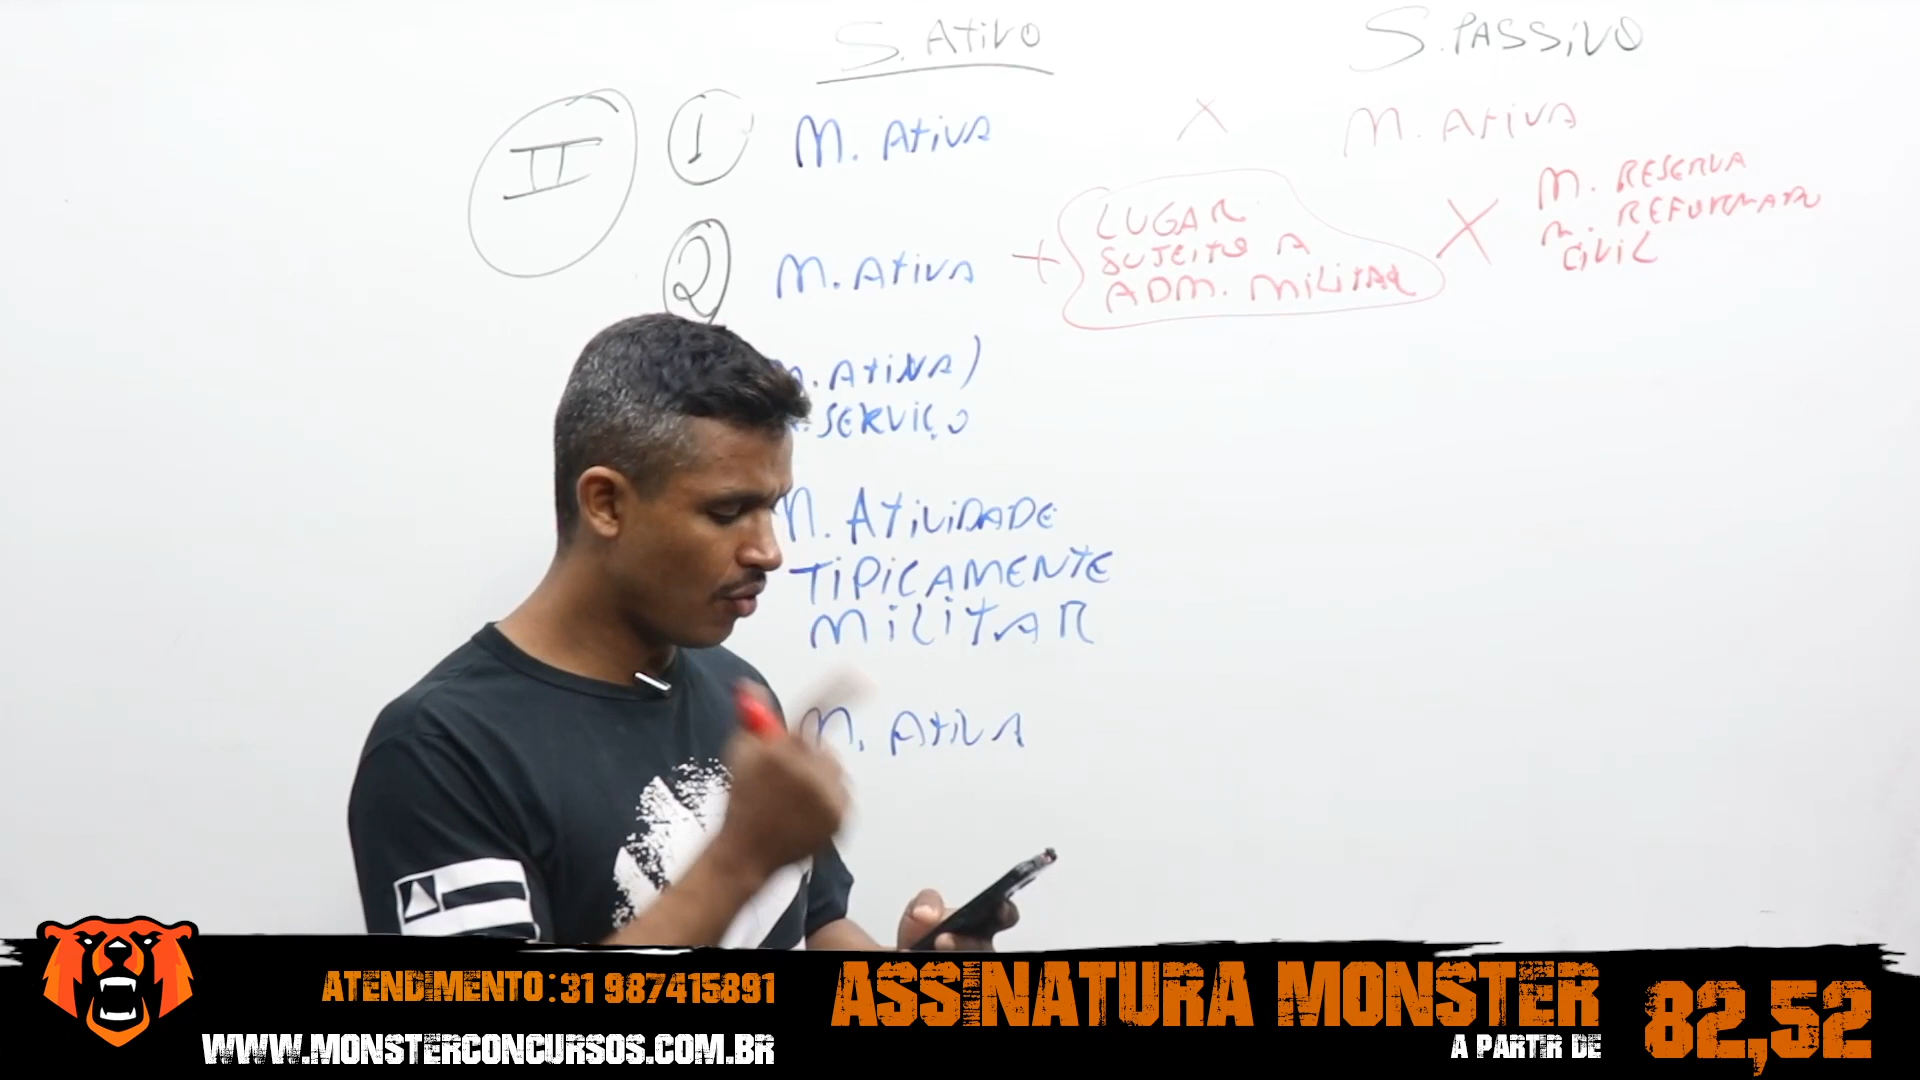 S. ATIVO
S. PASSIVO
II
1
M. ATIVA
X
M. ATIVA
2
M. ATIVA
+
LUGAR
SUJEITO A
ADM. MILITAR
X
M. RESERVA
M. REFORMADO
CIVIL
M. ATIVA)
SERVIÇO
M. ATIVIDADE
TIPICAMENTE
MILITAR
M. ATIVA
ATENDIMENTO: 31 987415891
WWW.MONSTERCONCURSOS.COM.BR
ASSINATURA MONSTER
A PARTIR DE
82,52